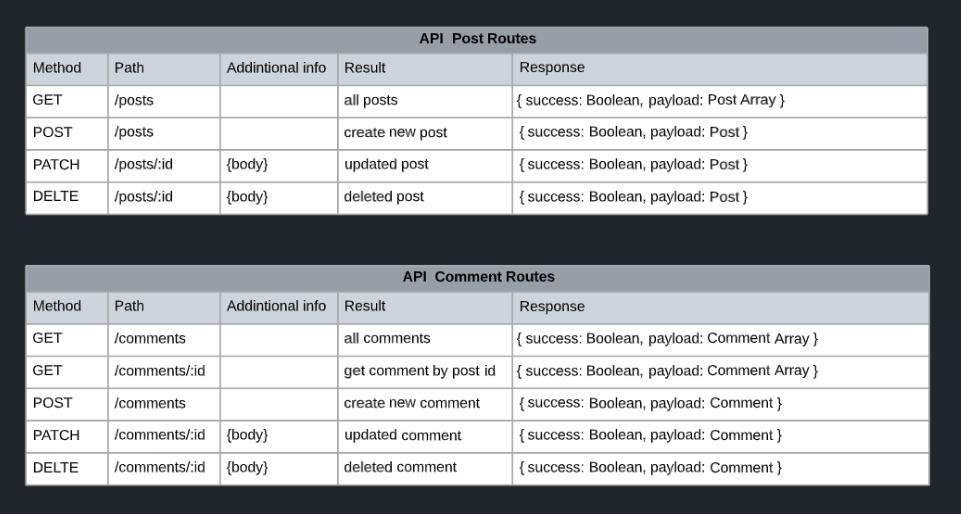 API Post Routes
Method Path Addintional info Result Response
GET /posts all posts { success: Boolean, payload: Post Array }
POST /posts create new post { success: Boolean, payload: Post }
PATCH /posts/:id {body} updated post { success: Boolean, payload: Post }
DELTE /posts/:id {body} deleted post { success: Boolean, payload: Post }
API Comment Routes
Method Path Addintional info Result Response
GET /comments all comments { success: Boolean, payload: Comment Array }
GET /comments/:id get comment by post id { success: Boolean, payload: Comment Array }
POST /comments create new comment { success: Boolean, payload: Comment }
PATCH /comments/:id {body} updated comment { success: Boolean, payload: Comment }
DELTE /comments/:id {body} deleted comment { success: Boolean, payload: Comment }